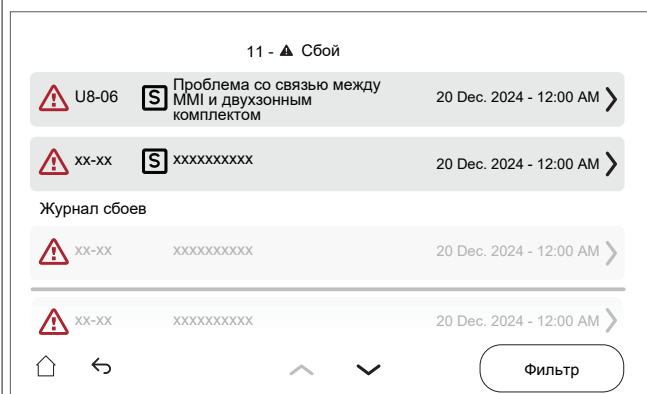 11 - Сбой
U8-06 S Проблема со связью между
MMI и двухзонным
комплектом
20 Dec. 2024 - 12:00 AM
xx-xx S xxxxxxxxxx 20 Dec. 2024 - 12:00 AM
Журнал сбоев
xx-xx xxxxxxxxxx 20 Dec. 2024 - 12:00 AM
xx-xx xxxxxxxxxx 20 Dec. 2024 - 12:00 AM
Фильтр